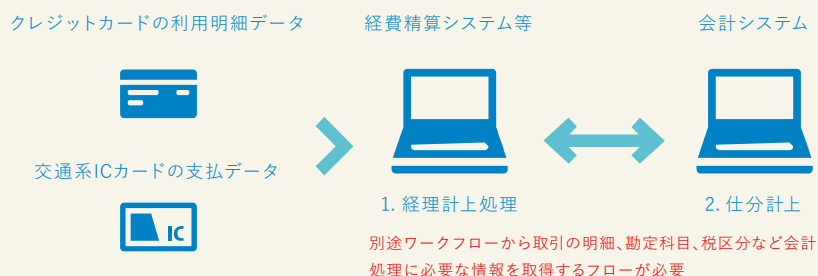 クレジットカードの利用明細データ
経費精算システム等
会計システム
交通系ICカードの支払データ
IC
1. 経理計上処理
2. 仕分計上
別途ワークフローから取引の明細、勘定科目、税区分など会計
処理に必要な情報を取得するフローが必要